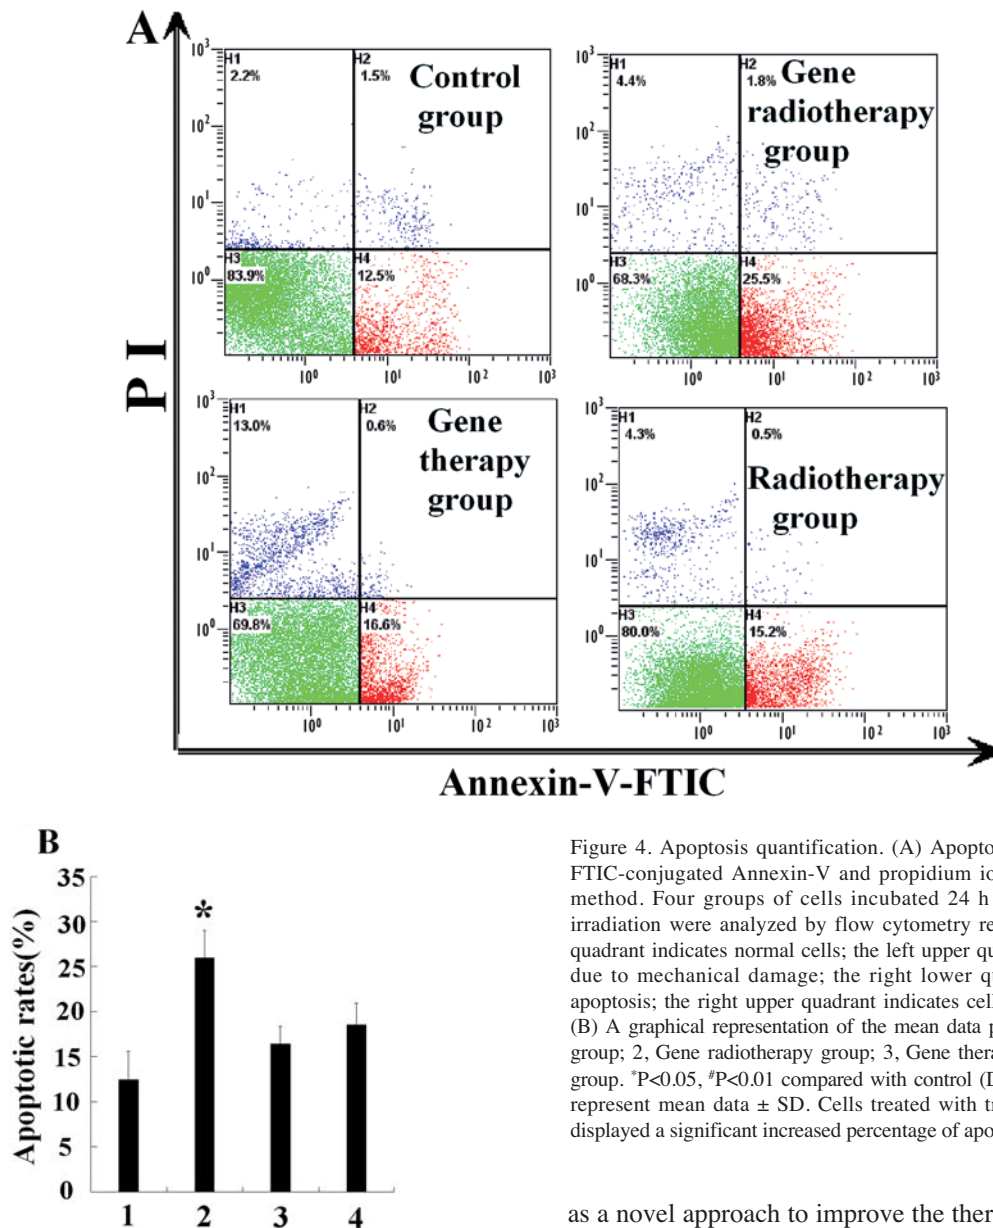 A
10³
10²
10¹
10⁰
H1
2.2%
H2
1.5%
Control
group
H3
83.9%
H4
12.5%
10⁰
10¹
10²
10³
10³
10²
10¹
10⁰
H1
4.4%
H2
1.8%
Gene
radiotherapy
group
H3
68.3%
H4
25.5%
10⁰
10¹
10²
10³
P I
10³
10²
10¹
10⁰
H1
13.0%
H2
0.6%
Gene
therapy
group
H3
69.8%
H4
16.6%
10⁰
10¹
10²
10³
10³
10²
10¹
10⁰
H1
4.3%
H2
0.5%
Radiotherapy
group
H3
80.0%
H4
15.2%
10⁰
10¹
10²
10³
Annexin-V-FTIC
B
Apoptotic rates(%)
35
30
25
20
15
10
5
0
*
1 2 3 4
Figure 4. Apoptosis quantification. (A) Apopto
FTIC-conjugated Annexin-V and propidium io
method. Four groups of cells incubated 24 h
irradiation were analyzed by flow cytometry re
quadrant indicates normal cells; the left upper qu
due to mechanical damage; the right lower q
apoptosis; the right upper quadrant indicates cell
(B) A graphical representation of the mean data p
group; 2, Gene radiotherapy group; 3, Gene thera
group. *P<0.05, #P<0.01 compared with control (D
represent mean data ± SD. Cells treated with tr
displayed a significant increased percentage of apo
as a novel approach to improve the ther